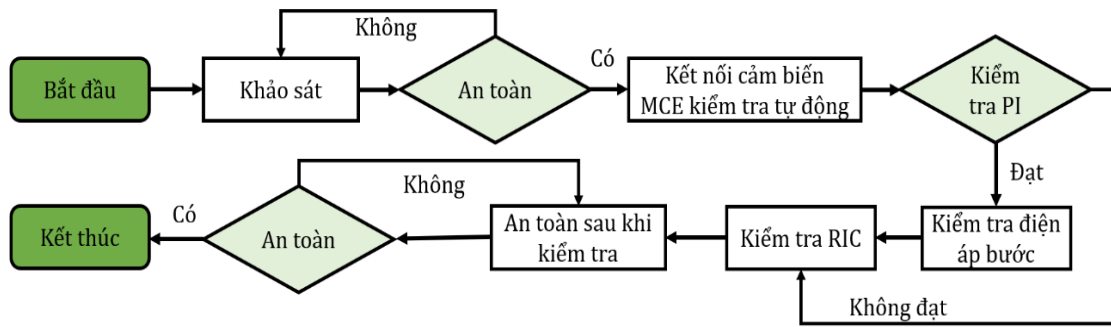 Không
Bắt đầu
Khảo sát
An toàn
Có
Kết nối cảm biến
MCE kiểm tra tự động
Kiểm
tra PI
Đạt
Không
Kết thúc
Có
An toàn
An toàn sau khi
kiểm tra
Kiểm tra RIC
Kiểm tra điện
áp bước
Không đạt